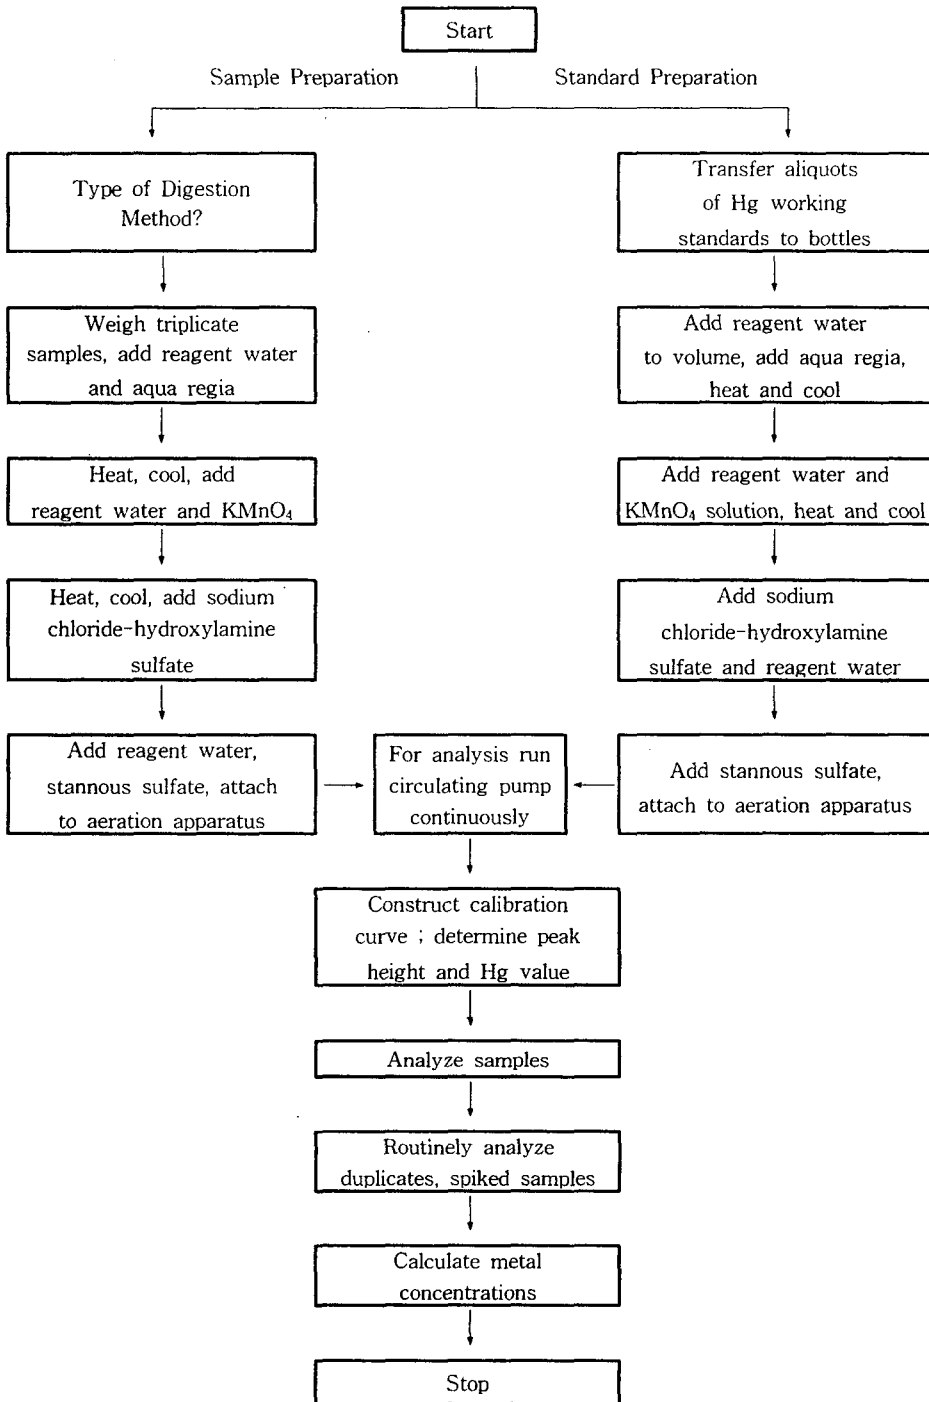 Start
Sample Preparation
Standard Preparation
Type of Digestion
Method?
Transfer aliquots
of Hg working
standards to bottles
Weigh triplicate
samples, add reagent water
and aqua regia
Add reagent water
to volume, add aqua regia,
heat and cool
Heat, cool, add
reagent water and KMnO₄
Add reagent water and
KMnO₄ solution, heat and cool
Heat, cool, add sodium
chloride-hydroxylamine
sulfate
Add sodium
chloride-hydroxylamine
sulfate and reagent water
Add reagent water,
stannous sulfate, attach
to aeration apparatus
For analysis run
circulating pump
continuously
Add stannous sulfate,
attach to aeration apparatus
Construct calibration
curve ; determine peak
height and Hg value
Analyze samples
Routinely analyze
duplicates, spiked samples
Calculate metal
concentrations
Stop